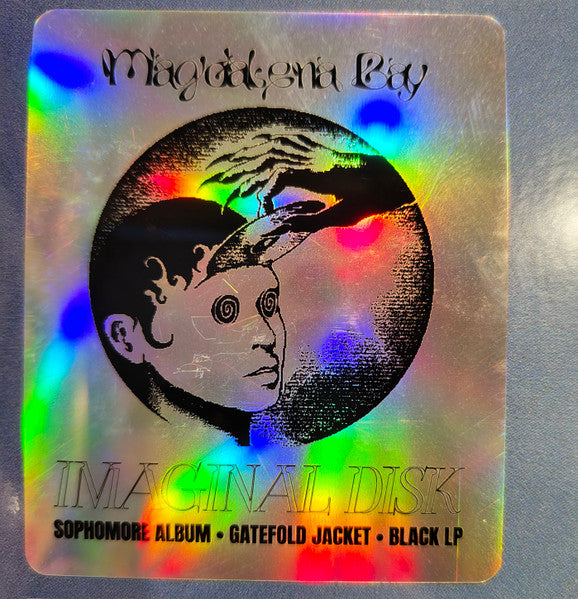 Magdalena Bay
IMAGINAL DISK
SOPHOMORE ALBUM • GATEFOLD JACKET • BLACK LP